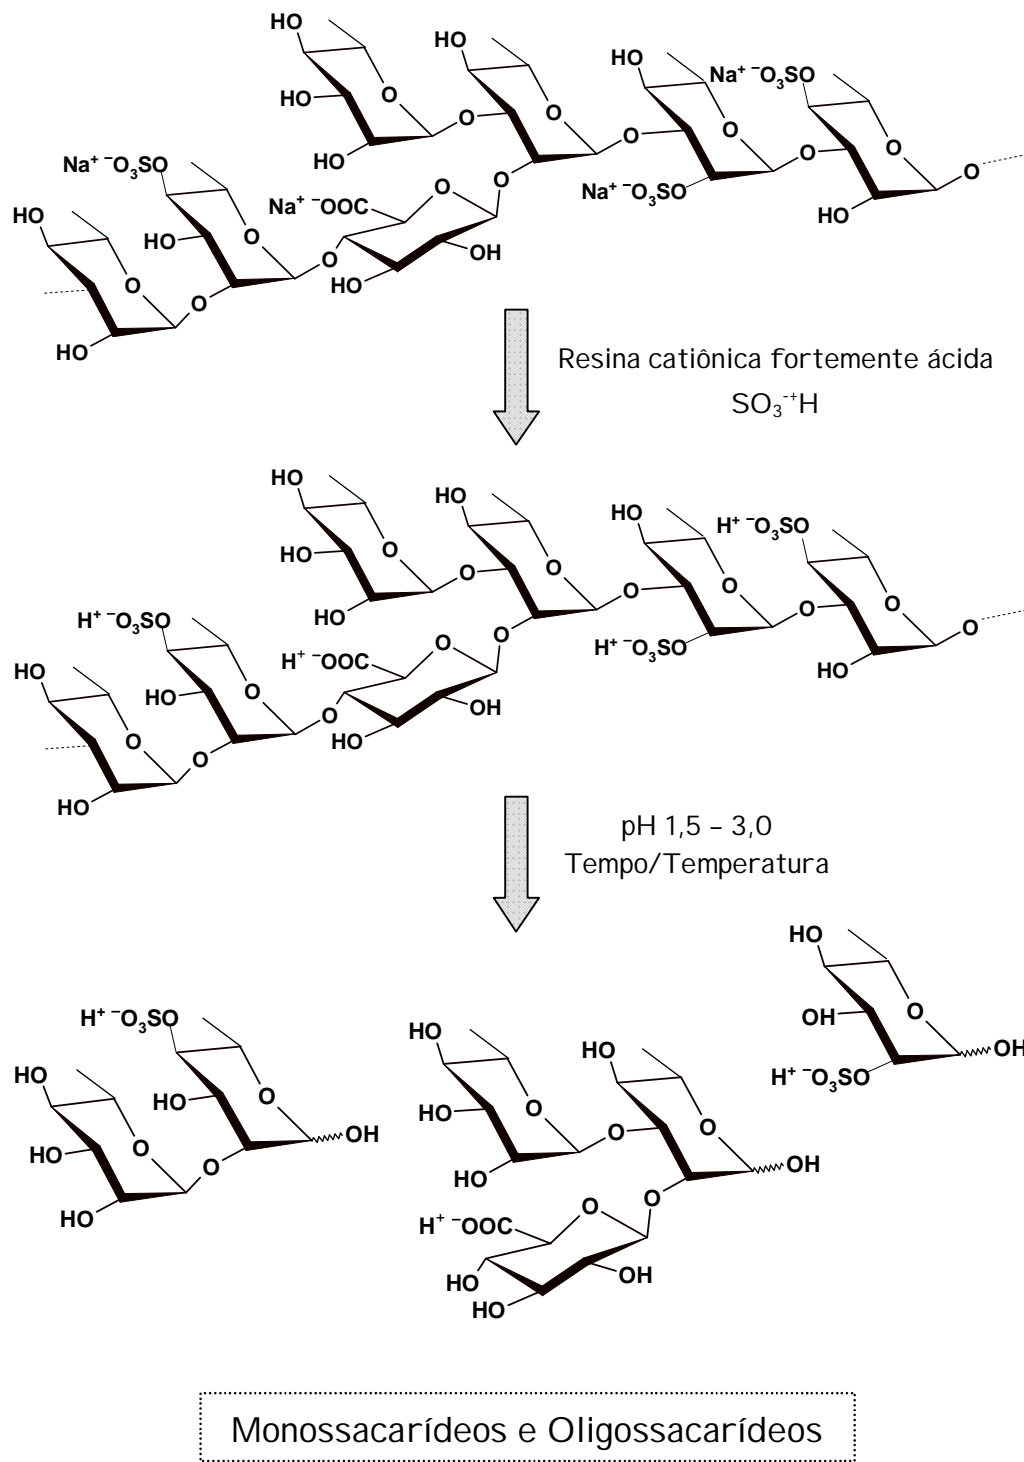 HO
HO
HO
Na⁺ ⁻O₃SO
HO
O
O
HO
O
O
O
O
O
Na⁺ ⁻O₃SO
HO
O
O
Na⁺ ⁻OOC
O
Na⁺ ⁻O₃SO
HO
HO
HO
O
OH
O
HO
O
O
HO
Resina catiônica fortemente ácida
SO₃⁻⁺H
HO
HO
HO
H⁺ ⁻O₃SO
HO
O
O
O
O
O
O
O
HO
H⁺ ⁻O₃SO
O
O
H⁺ ⁻O₃SO
HO
H⁺ ⁻OOC
O
HO
HO
O
O
OH
O
HO
O
HO
pH 1,5 – 3,0
Tempo/Temperatura
HO
OH
O
OH
H⁺ ⁻O₃SO
H⁺ ⁻O₃SO
HO
HO
HO
HO
O
HO
O
O
HO
O
OH
O
HO
O
OH
HO
O
H⁺ ⁻OOC
O
HO
OH
HO
Monossacarídeos e Oligossacarídeos